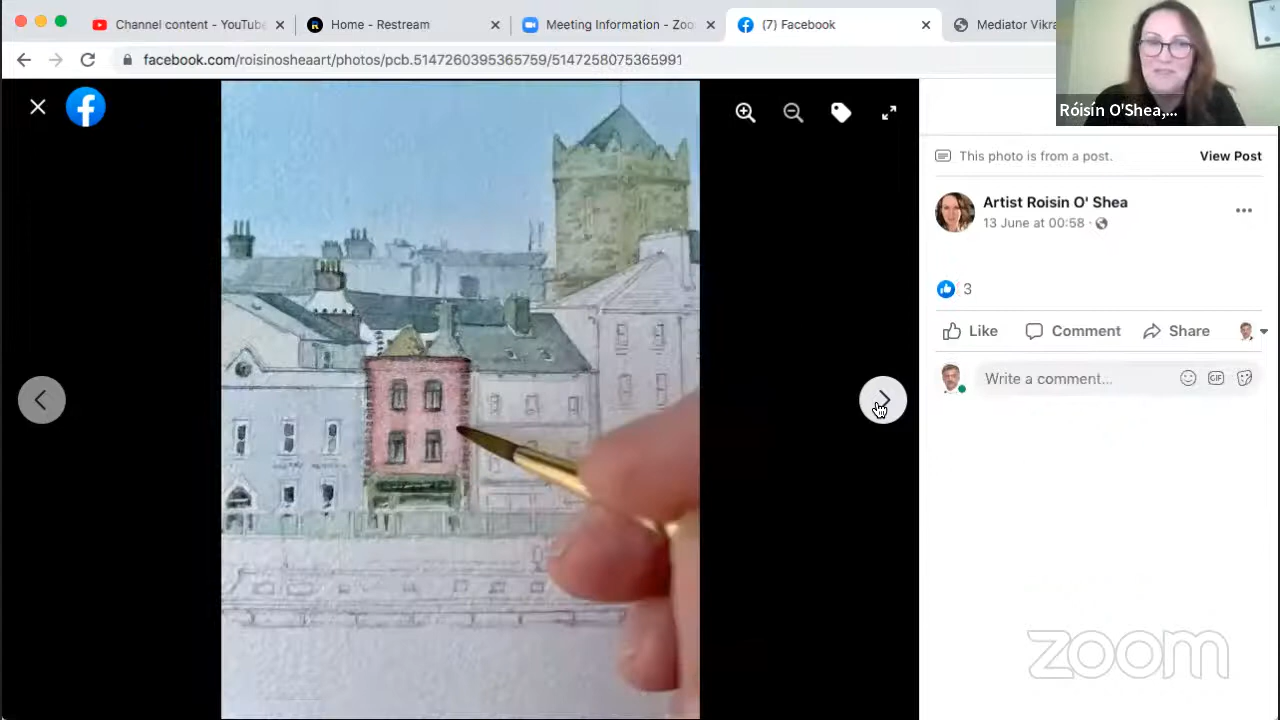 Channel content - YouTube
Home - Restream
Meeting Information - Zoo
(7) Facebook
Mediator Vikra
facebook.com/roisinosheaart/photos/pcb.5147260395365759/5147258075365991
Róisín O'Shea,...
This photo is from a post.
View Post
Artist Roisin O' Shea
13 June at 00:58 ·
3
Like
Comment
Share
Write a comment...
GIF
zoom